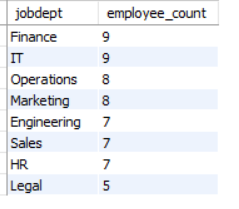 jobdept employee_count
Finance 9
IT 9
Operations 8
Marketing 8
Engineering 7
Sales 7
HR 7
Legal 5